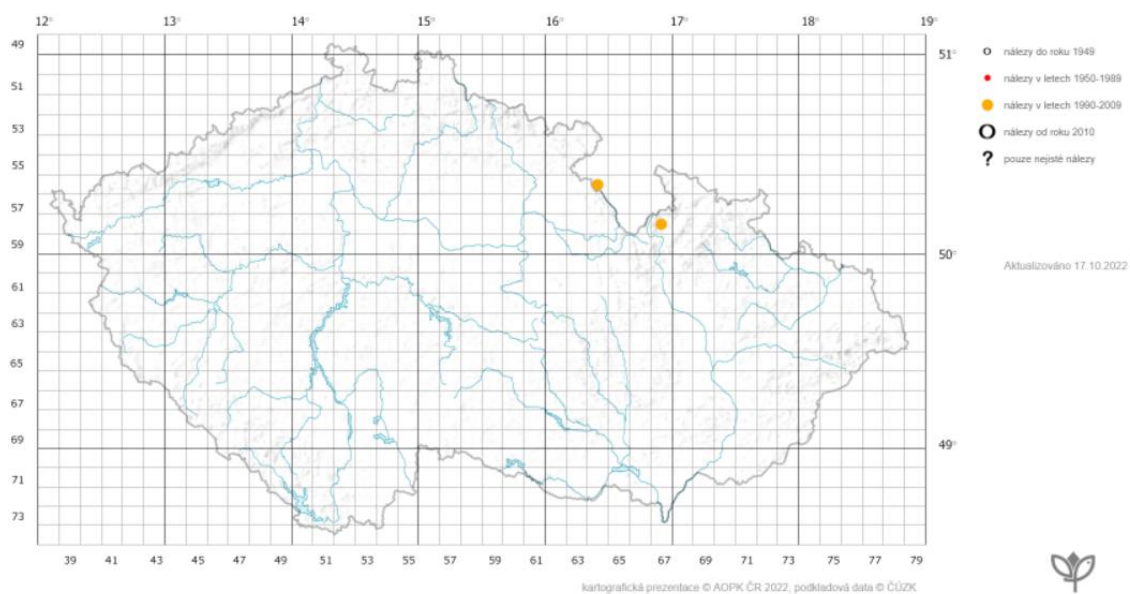 12° 13° 14° 15° 16° 17° 18° 19°
49
51°
51
53
55
57
59
50°
61
63
65
67
69
49°
71
73
39 41 43 45 47 49 51 53 55 57 59 61 63 65 67 69 71 73 75 77 79
nálezy do roku 1949
nálezy v letech 1950-1989
nálezy v letech 1990-2009
nálezy od roku 2010
? pouze nejisté nálezy
Aktualizováno 17.10.2022
kartografická prezentace © AOPK ČR 2022, podkladová data © ČÚZK